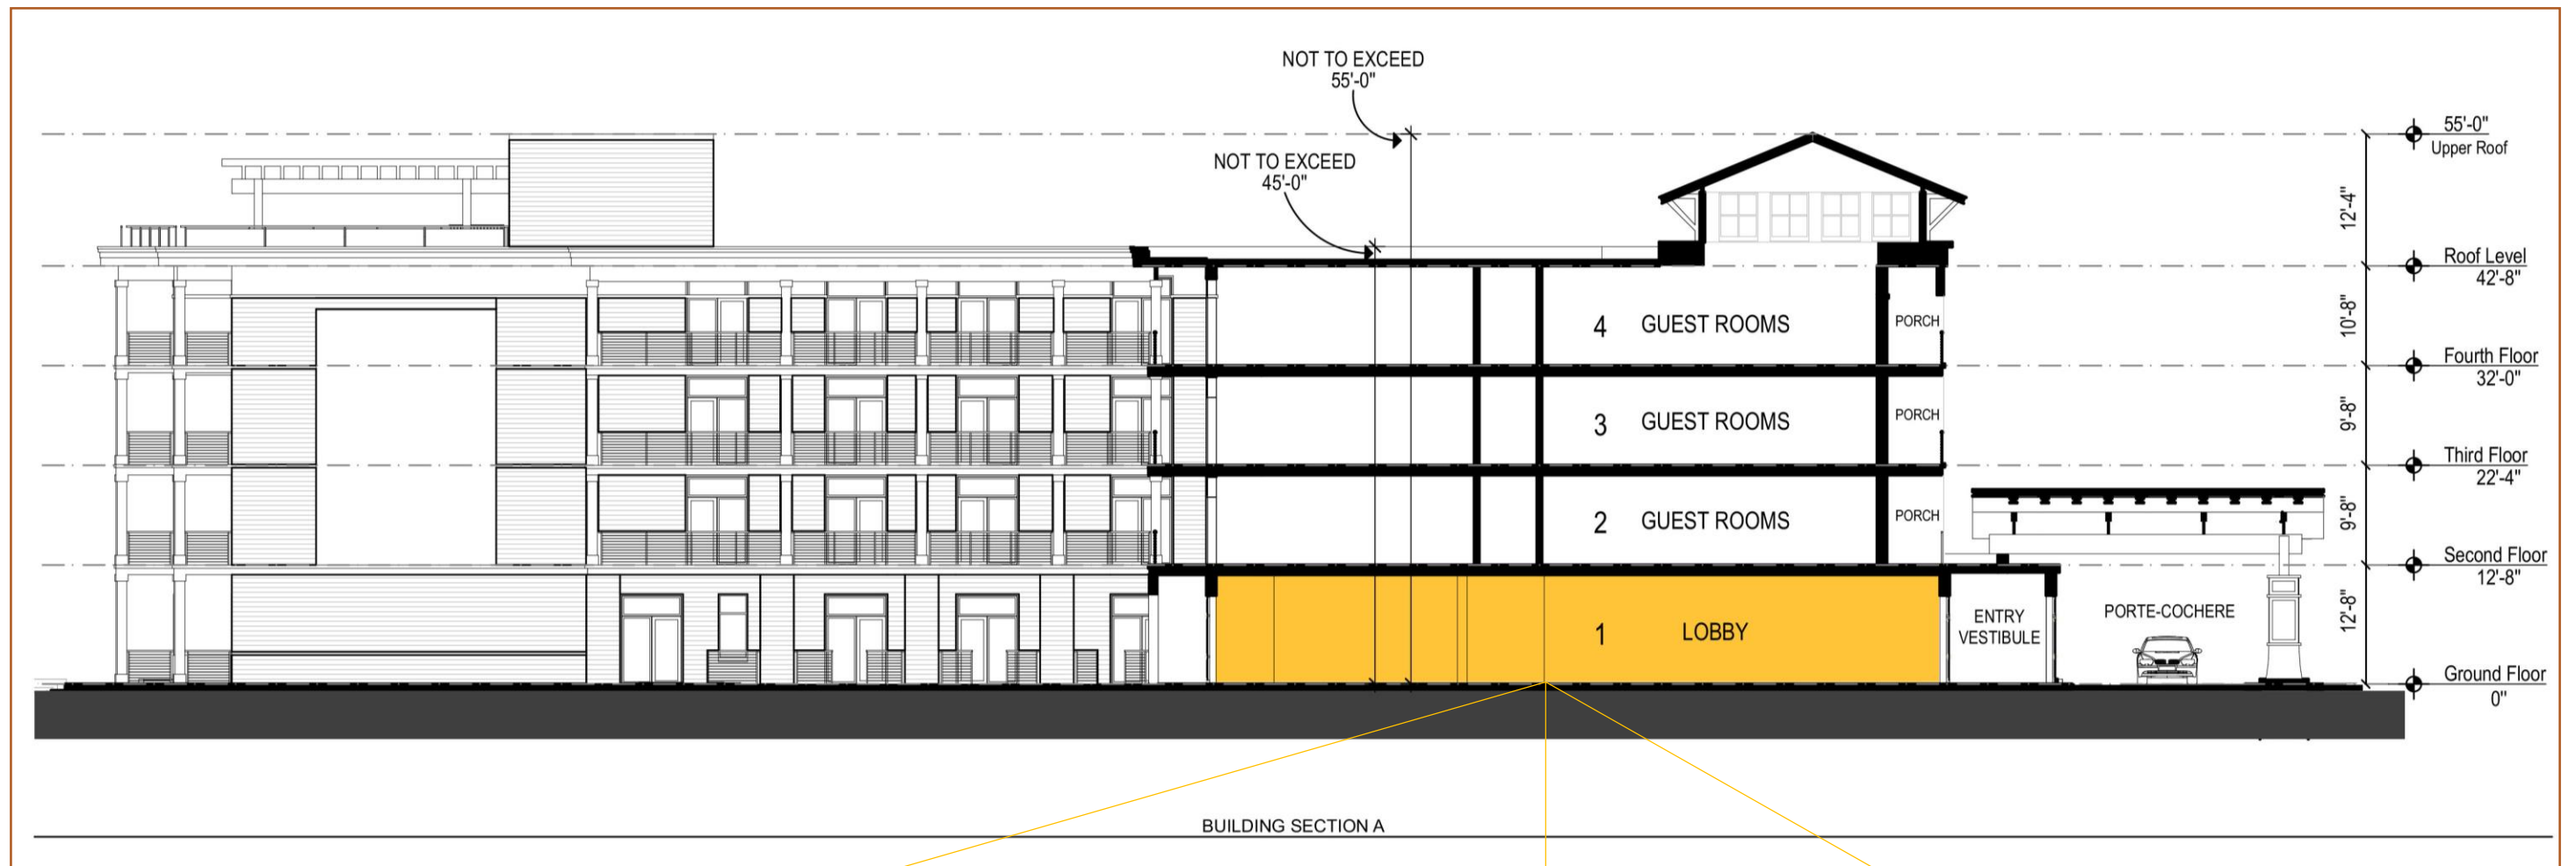 NOT TO EXCEED
55'-0"
NOT TO EXCEED
45'-0"
55'-0"
Upper Roof
12'-4"
Roof Level
42'-8"
4 GUEST ROOMS
PORCH
10'-8"
Fourth Floor
32'-0"
3 GUEST ROOMS
PORCH
9'-8"
Third Floor
22'-4"
2 GUEST ROOMS
PORCH
9'-8"
Second Floor
12'-8"
1 LOBBY
ENTRY
VESTIBULE
PORTE-COCHERE
12'-8"
Ground Floor
0"
BUILDING SECTION A